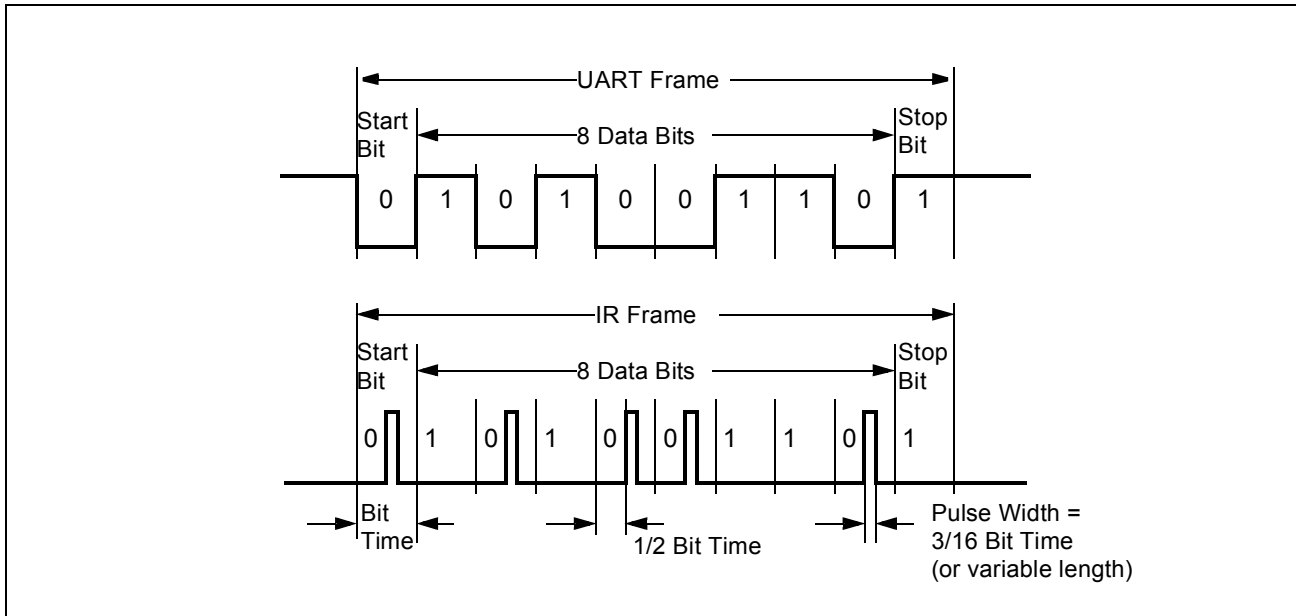 UART Frame
Start
Bit
8 Data Bits
Stop
Bit
0 1 0 1 0 0 1 1 0 1
IR Frame
Start
Bit
8 Data Bits
Stop
Bit
0 1 0 1 0 0 1 1 0 1
Bit
Time
1/2 Bit Time
Pulse Width =
3/16 Bit Time
(or variable length)